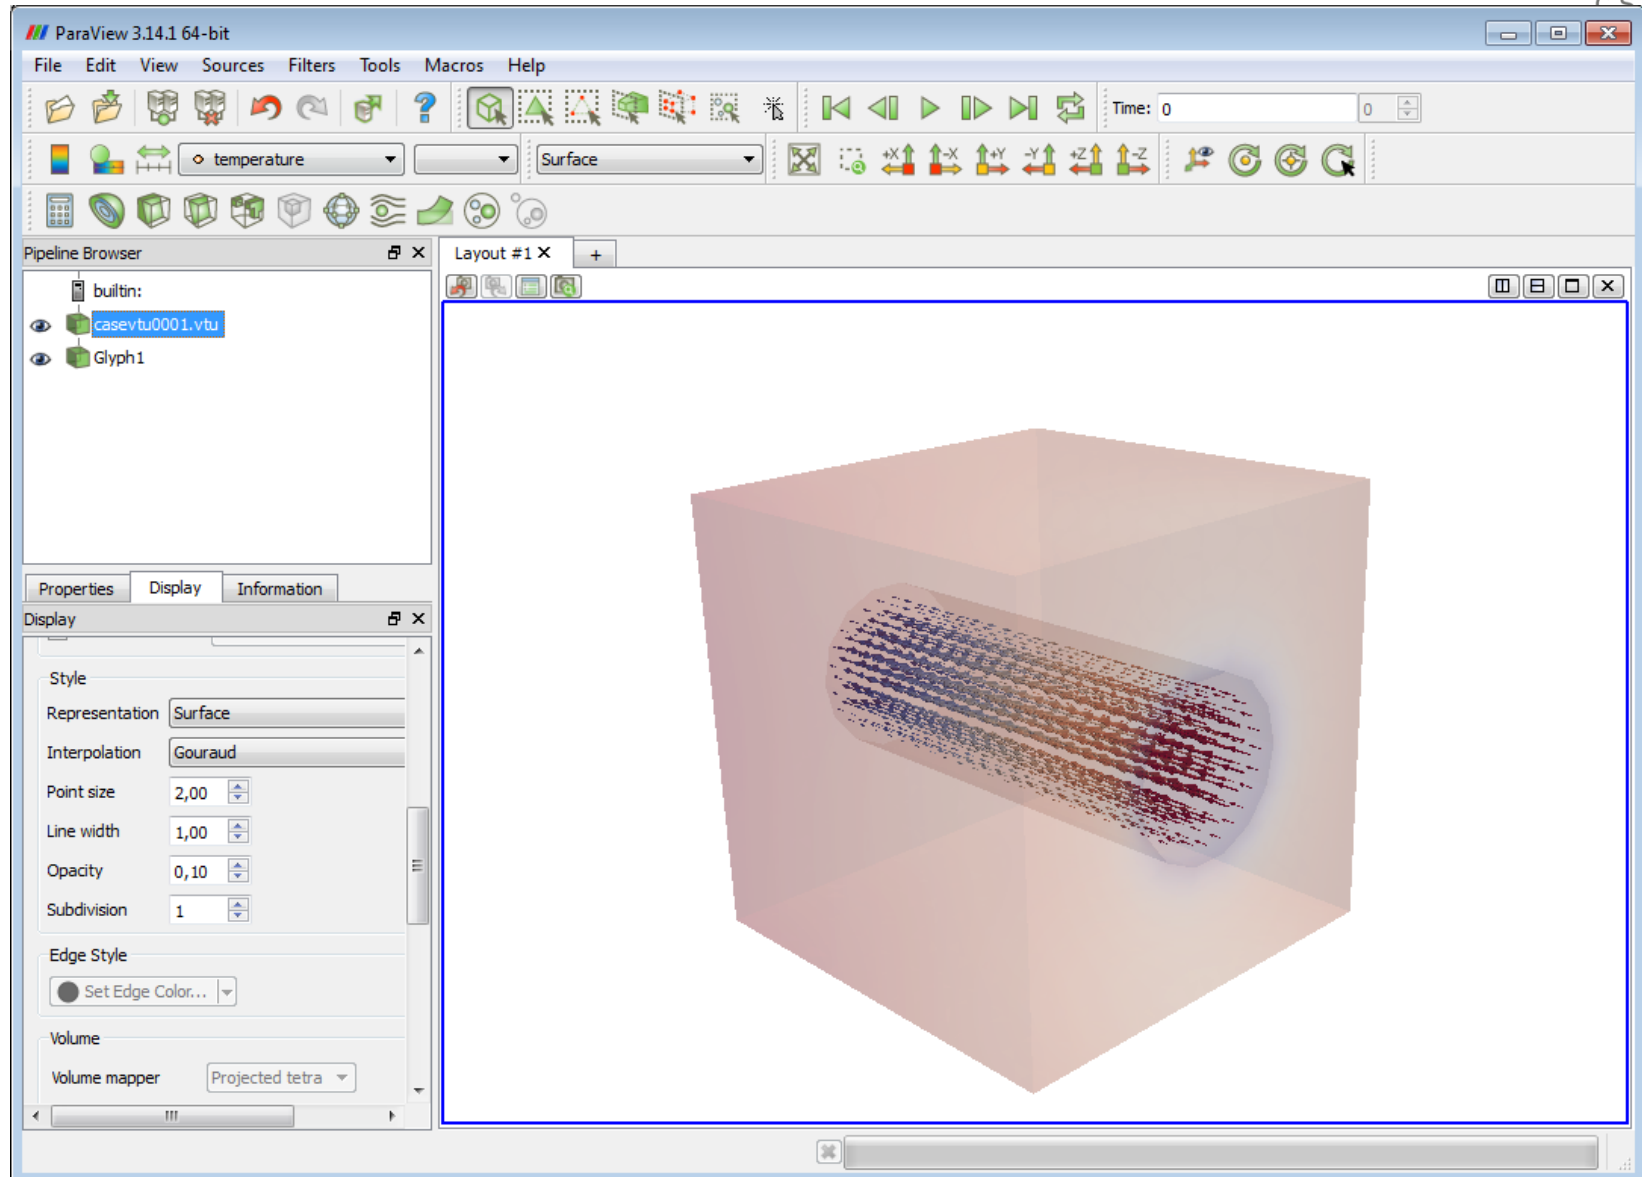 ParaView 3.14.1 64-bit
File Edit View Sources Filters Tools Macros Help
Time: 0 0
temperature Surface +X -X +Y -Y +Z -Z
Pipeline Browser
Layout #1 +
builtin:
casevtu0001.vtu
Glyph1
Properties Display Information
Display
Style
Representation Surface
Interpolation Gouraud
Point size 2,00
Line width 1,00
Opacity 0,10
Subdivision 1
Edge Style
Set Edge Color...
Volume
Volume mapper Projected tetra